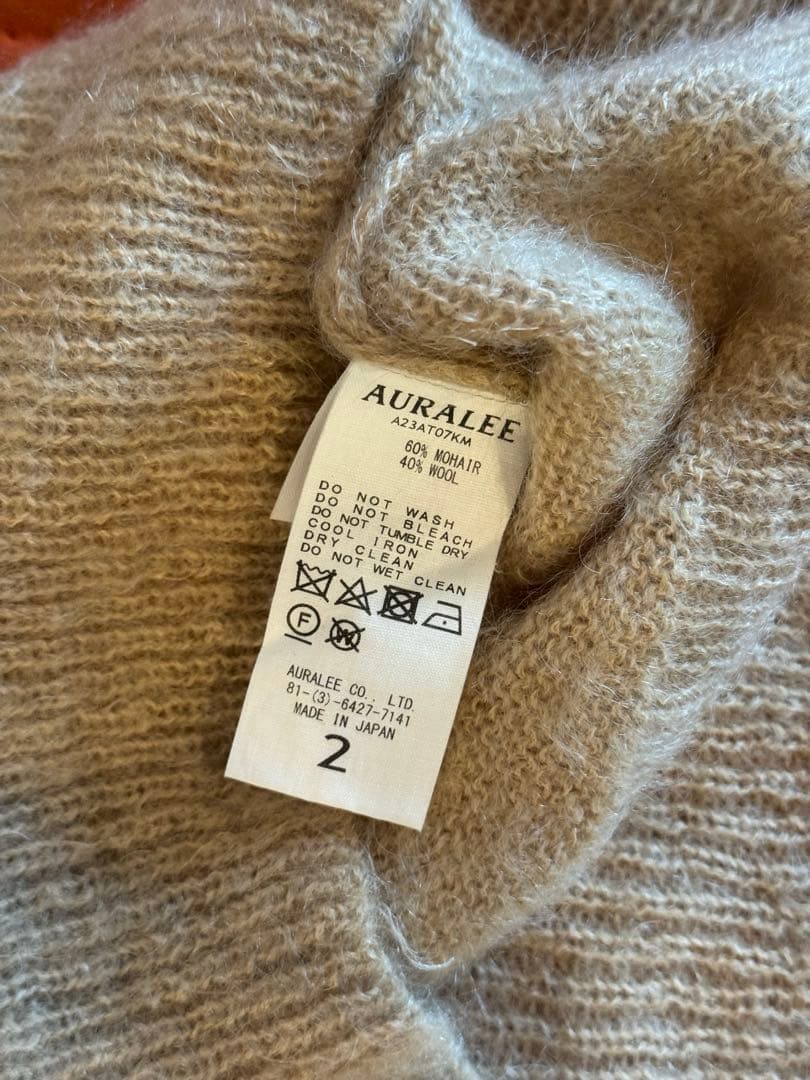 AURALEE
A23AT07KM
60% MOHAIR
40% WOOL
DO NOT WASH
DO NOT BLEACH
DO NOT TUMBLE DRY
COOL IRON
DRY CLEAN
DO NOT WET CLEAN
F W
AURALEE CO., LTD.
81-(3)-6427-7141
MADE IN JAPAN
2